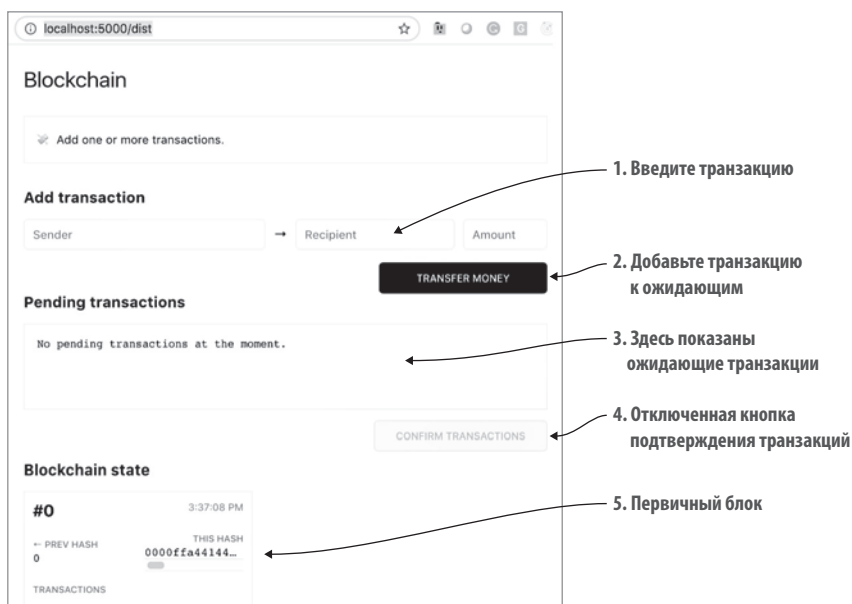 localhost:5000/dist
Blockchain
Add one or more transactions.
1. Введите транзакцию
Add transaction
Sender → Recipient Amount
2. Добавьте транзакцию
к ожидающим
TRANSFER MONEY
Pending transactions
3. Здесь показаны
ожидающие транзакции
No pending transactions at the moment.
4. Отключенная кнопка
подтверждения транзакций
CONFIRM TRANSACTIONS
Blockchain state
5. Первичный блок
#0 3:37:08 PM
← PREV HASH THIS HASH
0 0000ffa44144…
TRANSACTIONS